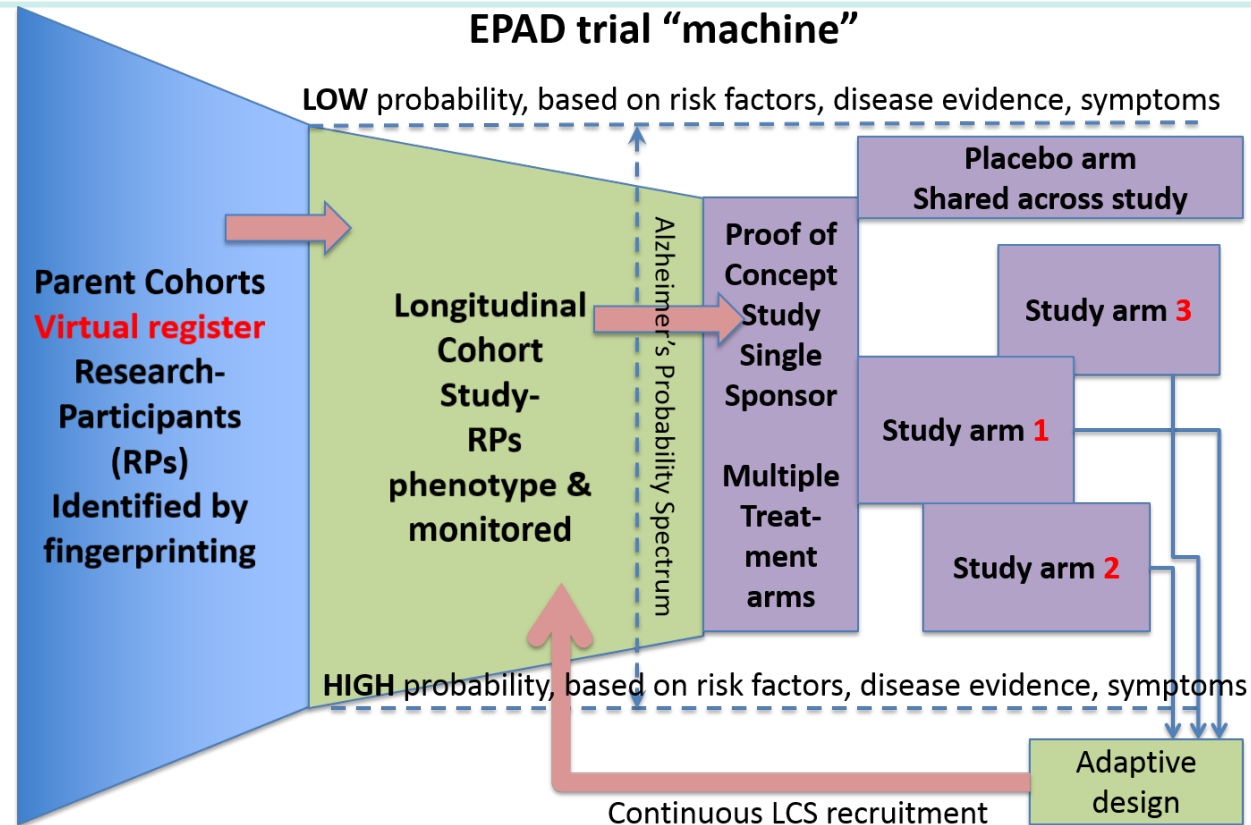 EPAD trial “machine”
LOW probability, based on risk factors, disease evidence, symptoms
Parent Cohorts
Virtual register
Research-
Participants
(RPs)
Identified by
fingerprinting
Longitudinal
Cohort
Study-
RPs
phenotype &
monitored
Alzheimer’s Probability Spectrum
Proof of
Concept
Study
Single
Sponsor
Multiple
Treat-
ment
arms
Placebo arm
Shared across study
Study arm 3
Study arm 1
Study arm 2
HIGH probability, based on risk factors, disease evidence, symptoms
Adaptive
design
Continuous LCS recruitment